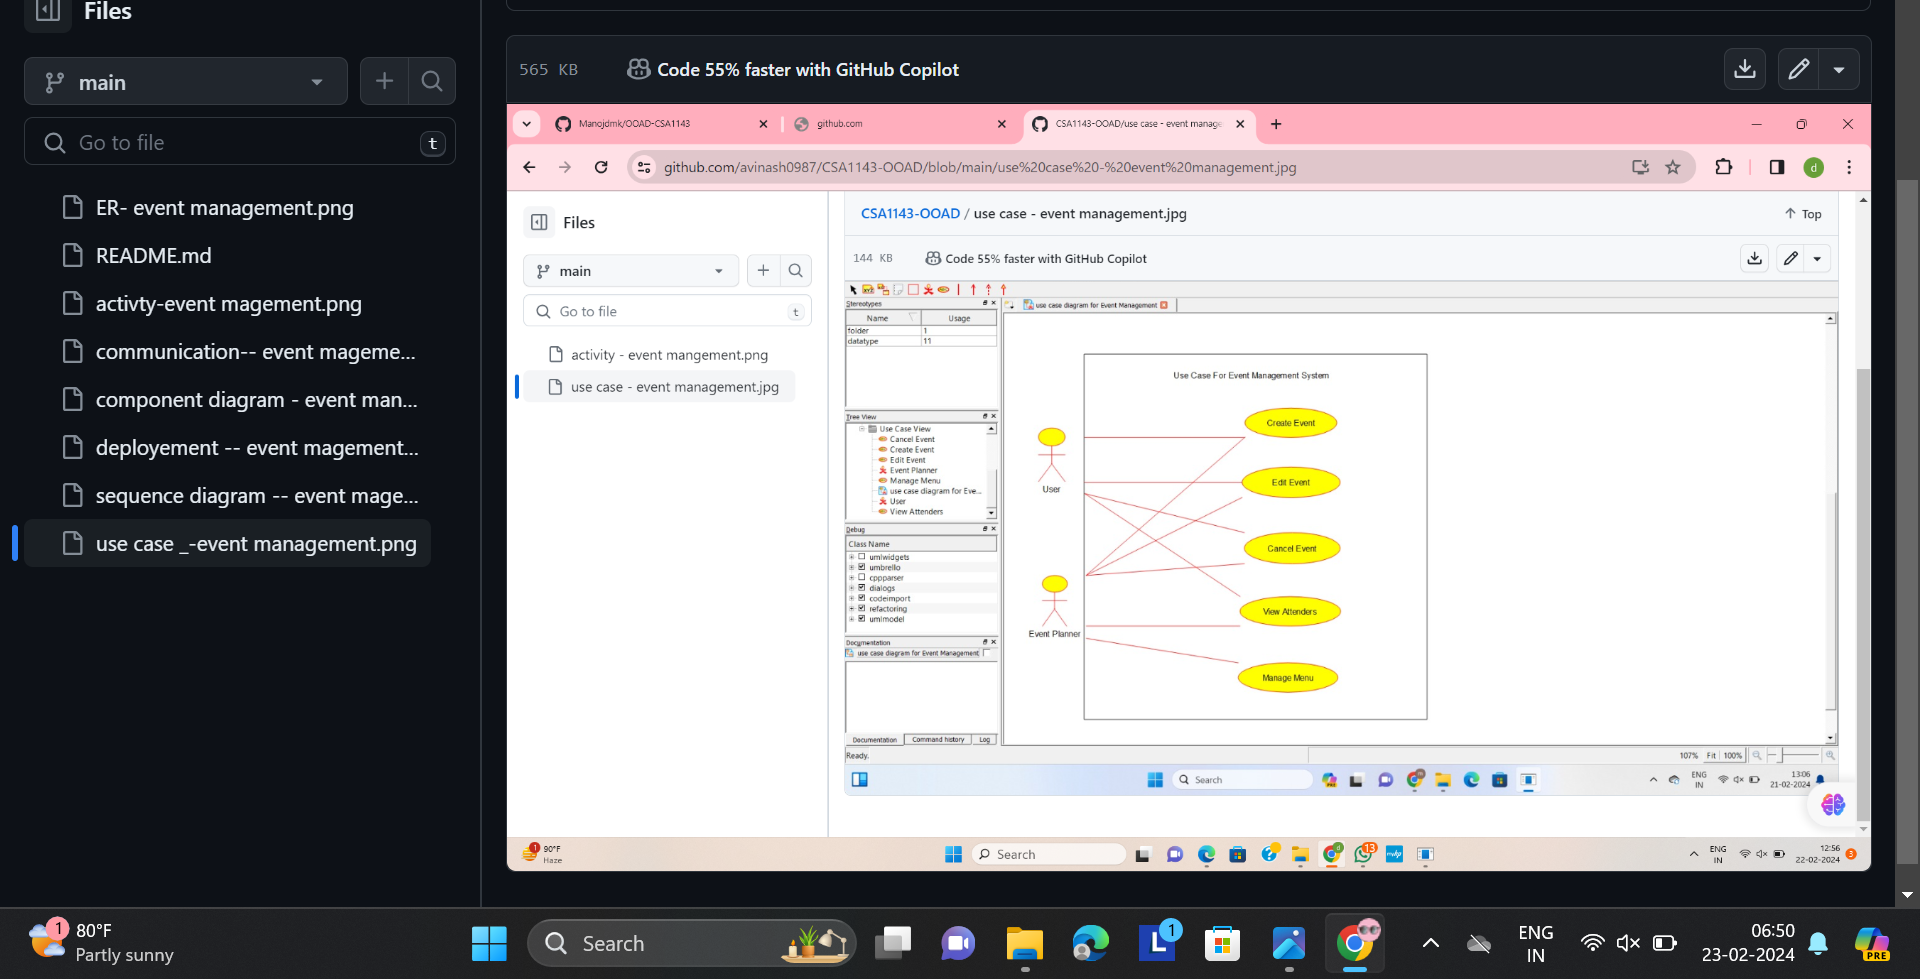 Files
main
Go to file
t
ER- event management.png
README.md
activty-event magement.png
communication-- event mageme...
component diagram - event man...
deployement -- event magement...
sequence diagram -- event mage...
use case _-event management.png
565 KB
Code 55% faster with GitHub Copilot
Manojdmk/OOAD-CSA1143
github.com
CSA1143-OOAD/use case - event manage
github.com/avinash0987/CSA1143-OOAD/blob/main/use%20case%20-%20event%20management.jpg
d
Files
main
Go to file
t
activity - event mangement.png
use case - event management.jpg
CSA1143-OOAD / use case - event management.jpg
Top
144 KB
Code 55% faster with GitHub Copilot
Stereotypes
Name Usage
folder 1
datatype 11
Tree View
Use Case View
Cancel Event
Create Event
Edit Event
Event Planner
Manage Menu
use case diagram for Eve...
User
View Attenders
Debug
Class Name
umlwidgets
umbrello
cppparser
dialogs
codeimport
refactoring
umlmodel
Documentation
use case diagram for Event Management
Documentation Command history Log
Ready.
use case diagram for Event Management
Use Case For Event Management System
Create Event
Edit Event
Cancel Event
View Attenders
Manage Menu
User
Event Planner
107% Fit 100%
Search
PRE
ENG
IN
13:06
21-02-2024
1
90°F
Haze
Search
13
ENG
IN
12:56
22-02-2024
3
1
80°F
Partly sunny
Search
L
1
ENG
IN
06:50
23-02-2024
PRE